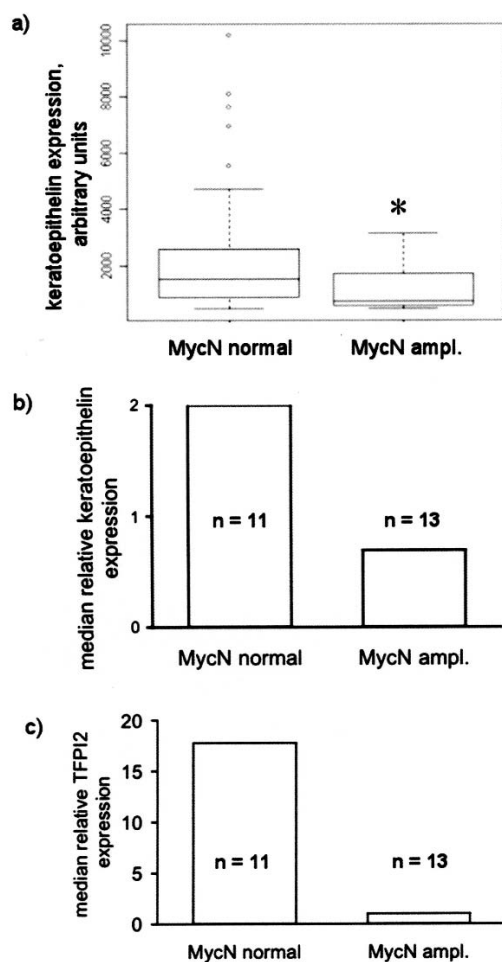 a)
keratoepithelin expression,
arbitrary units
10000
8000
6000
4000
2000
*
MycN normal
MycN ampl.
b)
median relative keratoepithelin
expression
2
1
0
n = 11
n = 13
MycN normal
MycN ampl.
c)
median relative TFPI2
expression
20
15
10
5
0
n = 11
n = 13
MycN normal
MycN ampl.